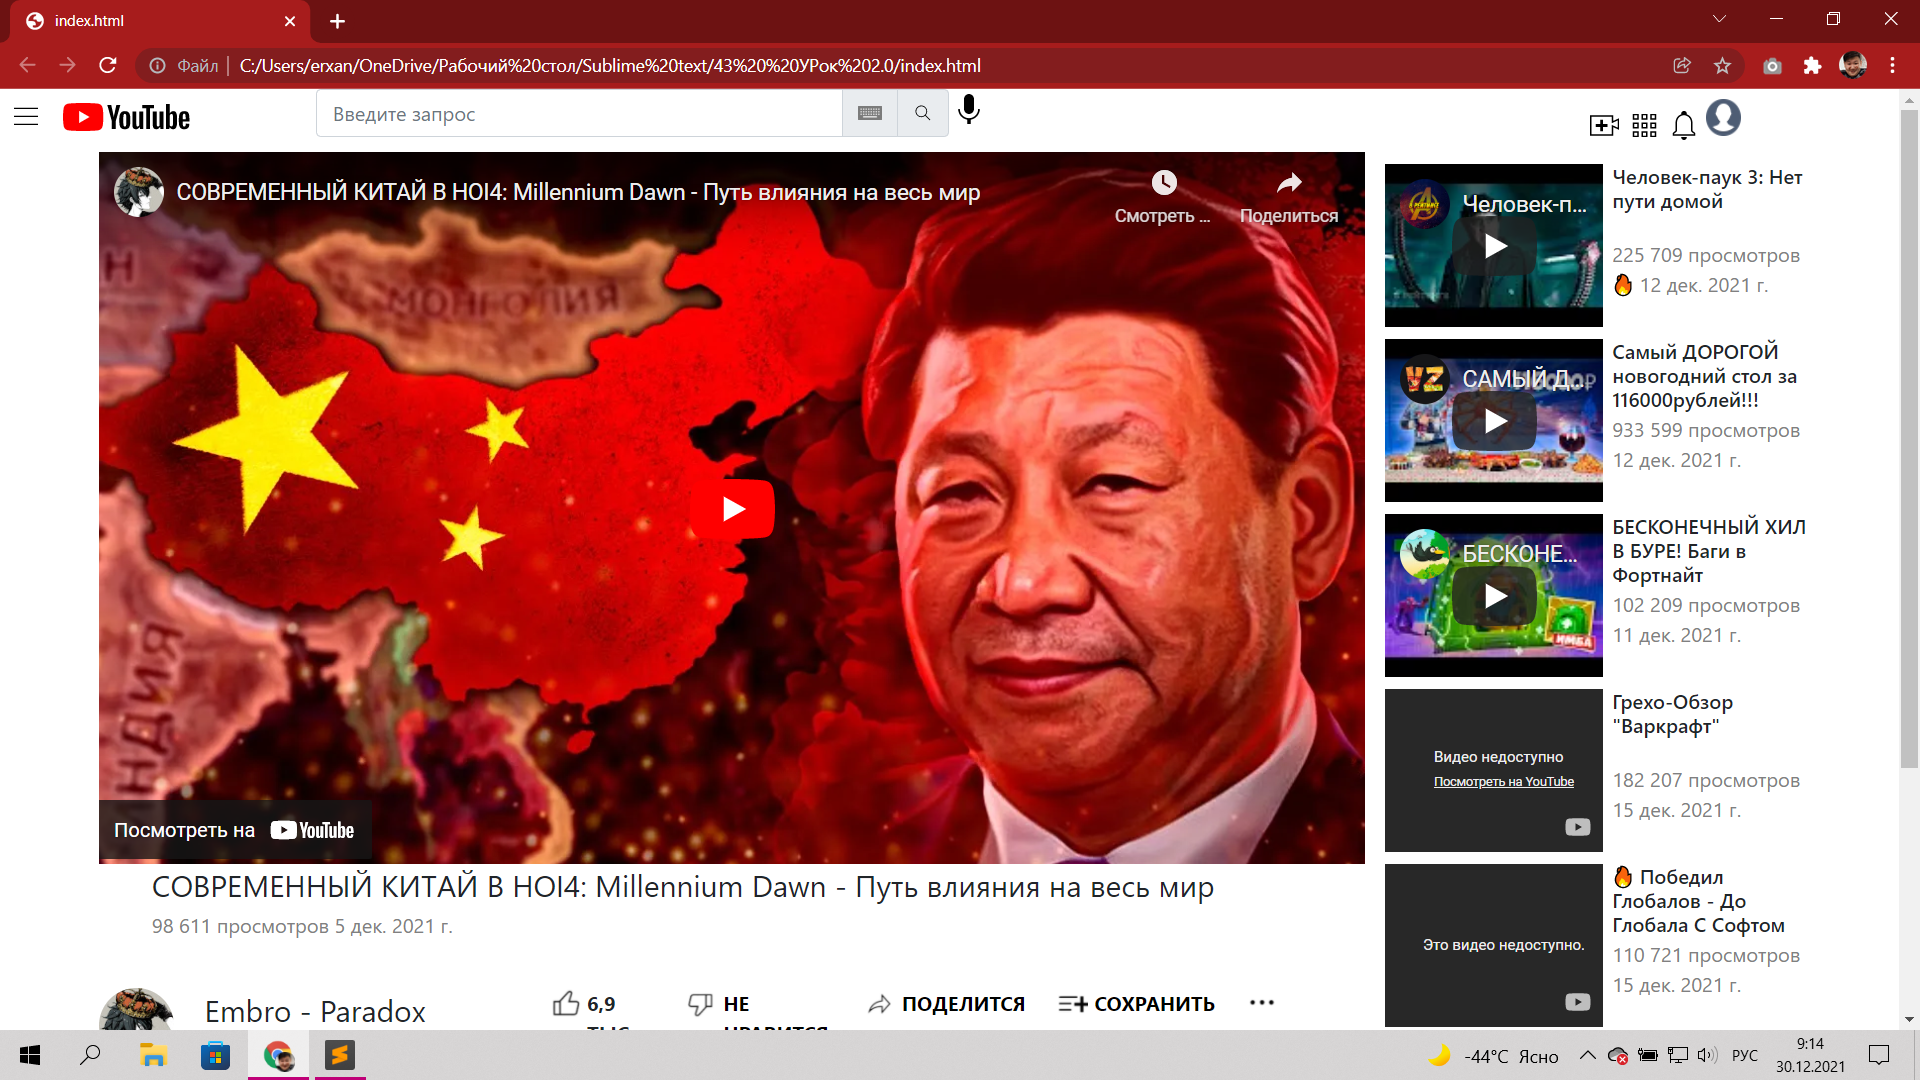 index.html
Файл
C:/Users/erxan/OneDrive/Рабочий%20стол/Sublime%20text/43%20%20УРок%202.0/index.html
YouTube
Введите запрос
СОВРЕМЕННЫЙ КИТАЙ В HOI4: Millennium Dawn - Путь влияния на весь мир
Смотреть ...
Поделиться
МОНГОЛИЯ
Н
НДИЯ
Посмотреть на YouTube
СОВРЕМЕННЫЙ КИТАЙ В HOI4: Millennium Dawn - Путь влияния на весь мир
98 611 просмотров 5 дек. 2021 г.
Embro - Paradox
6,9
тыс
НЕ
НРАВИТСЯ
ПОДЕЛИТСЯ
СОХРАНИТЬ
Человек-п...
Человек-паук 3: Нет
пути домой
225 709 просмотров
🔥 12 дек. 2021 г.
VZ
САМЫЙ Д...
Самый ДОРОГОЙ
новогодний стол за
116000рублей!!!
933 599 просмотров
12 дек. 2021 г.
БЕСКОНЕ...
ИМБА
БЕСКОНЕЧНЫЙ ХИЛ
В БУРЕ! Баги в
Фортнайт
102 209 просмотров
11 дек. 2021 г.
Видео недоступно
Посмотреть на YouTube
Грехо-Обзор
"Варкрафт"
182 207 просмотров
15 дек. 2021 г.
Это видео недоступно.
🔥 Победил
Глобалов - До
Глобала С Софтом
110 721 просмотров
15 дек. 2021 г.
-44°C Ясно
РУС
9:14
30.12.2021